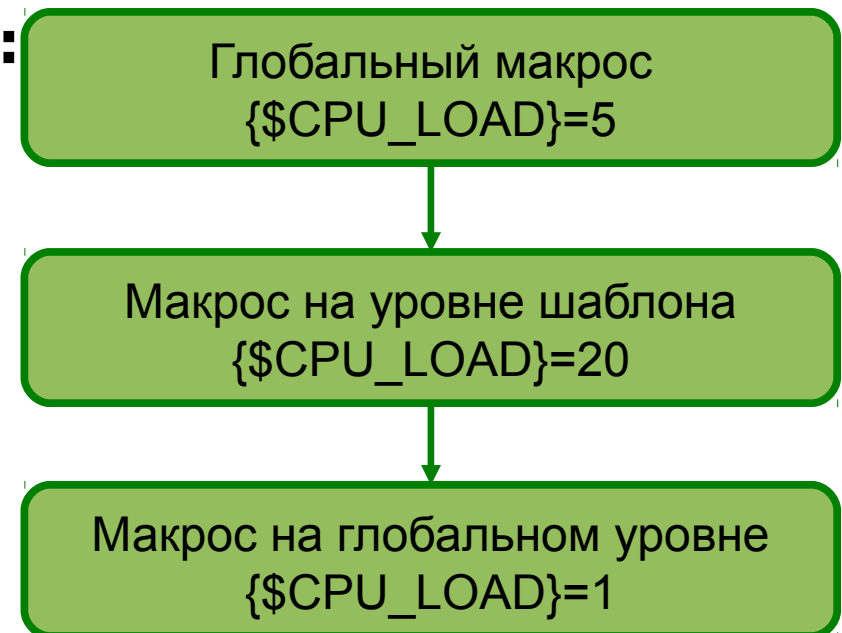 :
Глобальный макрос
{$CPU_LOAD}=5
Макрос на уровне шаблона
{$CPU_LOAD}=20
Макрос на глобальном уровне
{$CPU_LOAD}=1